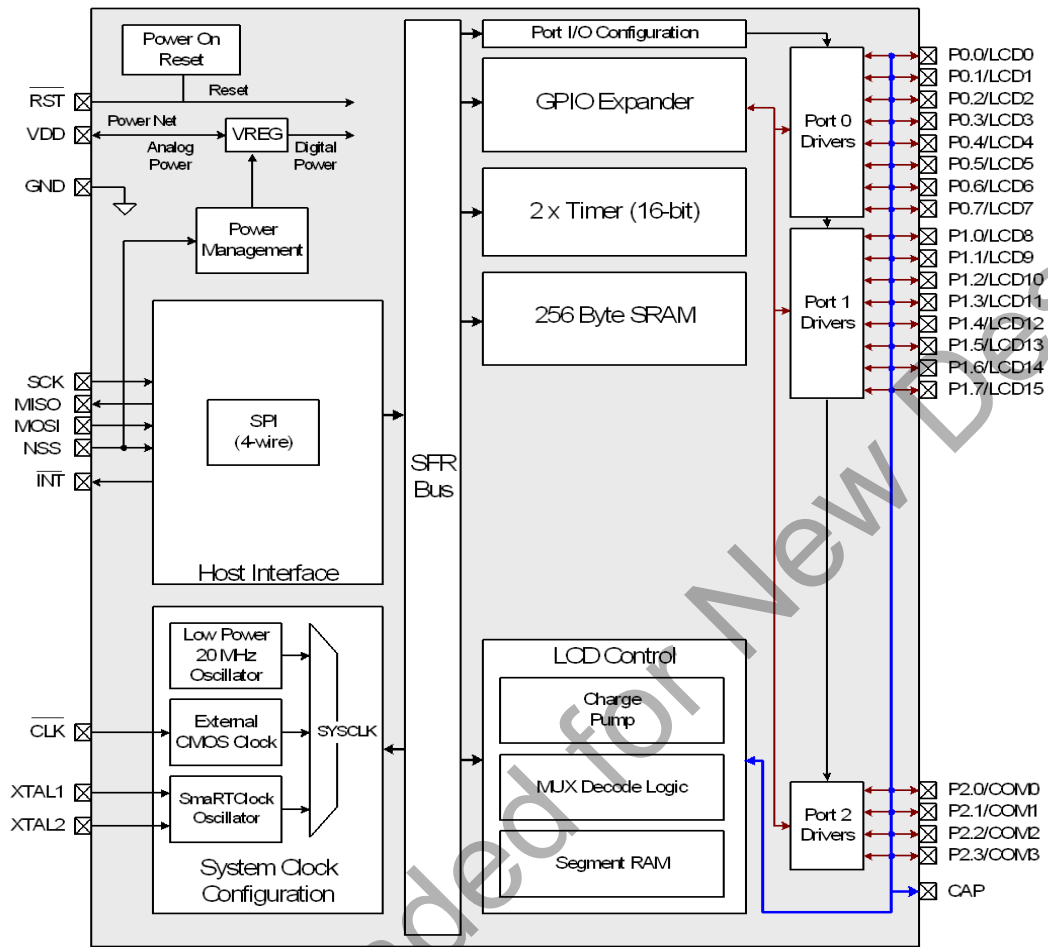 Power On
Reset
RST
Reset
VDD
Power Net
VREG
Analog
Power
Digital
Power
GND
Power
Management
SCK
MISO
MOSI
NSS
INT
SPI
(4-wire)
Host Interface
Low Power
20 MHz
Oscillator
CLK
External
CMOS Clock
SYSCLK
XTAL1
XTAL2
SmaRTClock
Oscillator
System Clock
Configuration
SFR
Bus
Port I/O Configuration
GPIO Expander
2 x Timer (16-bit)
256 Byte SRAM
LCD Control
Charge
Pump
MUX Decode Logic
Segment RAM
Port 0
Drivers
Port 1
Drivers
Port 2
Drivers
P0.0/LCD0
P0.1/LCD1
P0.2/LCD2
P0.3/LCD3
P0.4/LCD4
P0.5/LCD5
P0.6/LCD6
P0.7/LCD7
P1.0/LCD8
P1.1/LCD9
P1.2/LCD10
P1.3/LCD11
P1.4/LCD12
P1.5/LCD13
P1.6/LCD14
P1.7/LCD15
P2.0/COM0
P2.1/COM1
P2.2/COM2
P2.3/COM3
CAP
for New